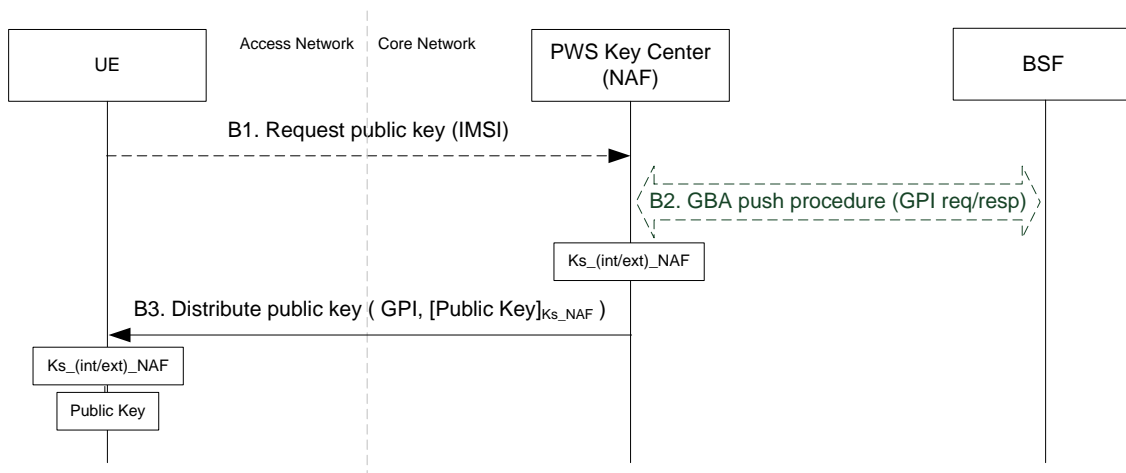 Access Network
Core Network
UE
PWS Key Center
(NAF)
BSF
B1. Request public key (IMSI)
B2. GBA push procedure (GPI req/resp)
Ks_(int/ext)_NAF
B3. Distribute public key ( GPI, [Public Key]Ks_NAF )
Ks_(int/ext)_NAF
Public Key